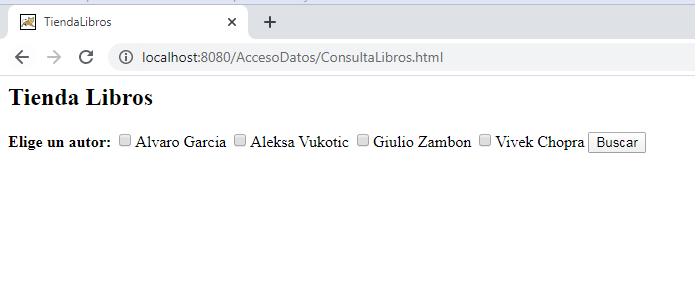 TiendaLibros
localhost:8080/AccesoDatos/ConsultaLibros.html
Tienda Libros
Elige un autor: Alvaro Garcia Aleksa Vukotic Giulio Zambon Vivek Chopra Buscar